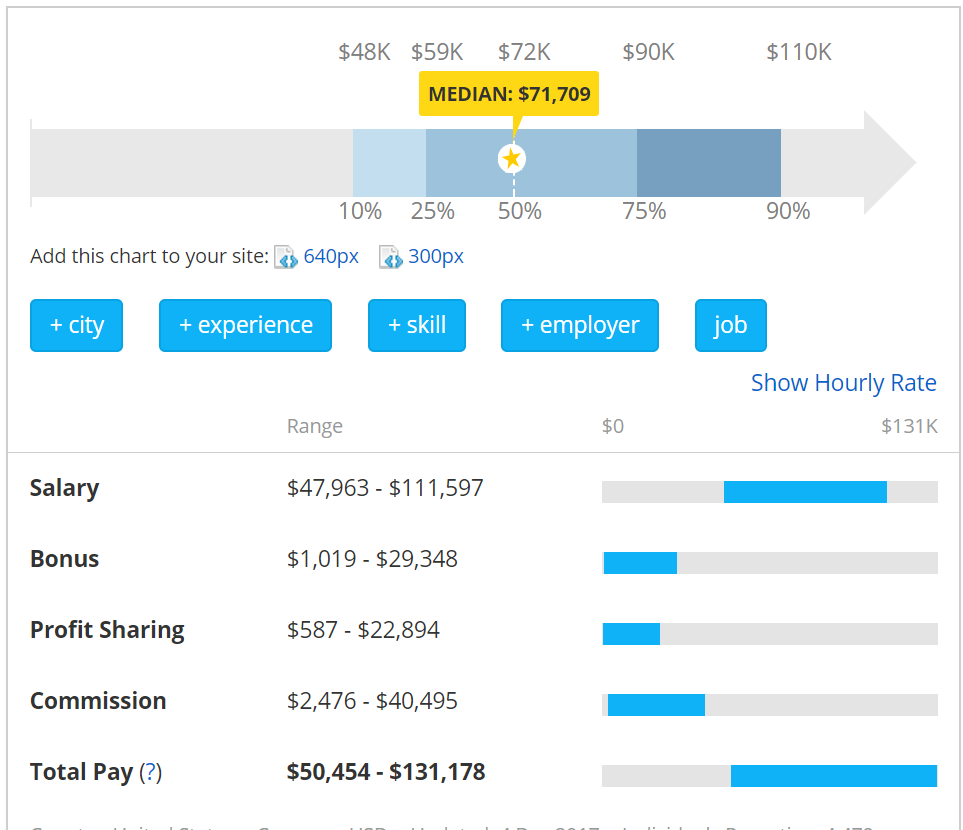 $48K $59K $72K $90K $110K
MEDIAN: $71,709
10% 25% 50% 75% 90%
Add this chart to your site: 640px 300px
+ city + experience + skill + employer job
Show Hourly Rate
Range $0 $131K
Salary $47,963 - $111,597
Bonus $1,019 - $29,348
Profit Sharing $587 - $22,894
Commission $2,476 - $40,495
Total Pay (?) $50,454 - $131,178